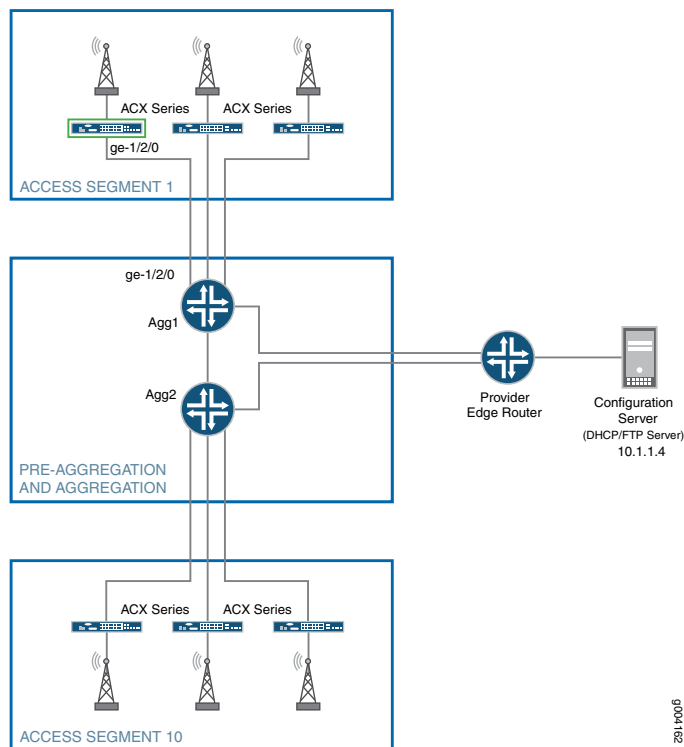 ACX Series
ACX Series
ge-1/2/0
ACCESS SEGMENT 1
ge-1/2/0
Agg1
Agg2
Provider
Edge Router
Configuration
Server
(DHCP/FTP Server)
10.1.1.4
PRE-AGGREGATION
AND AGGREGATION
ACX Series
ACX Series
ACCESS SEGMENT 10
g004162